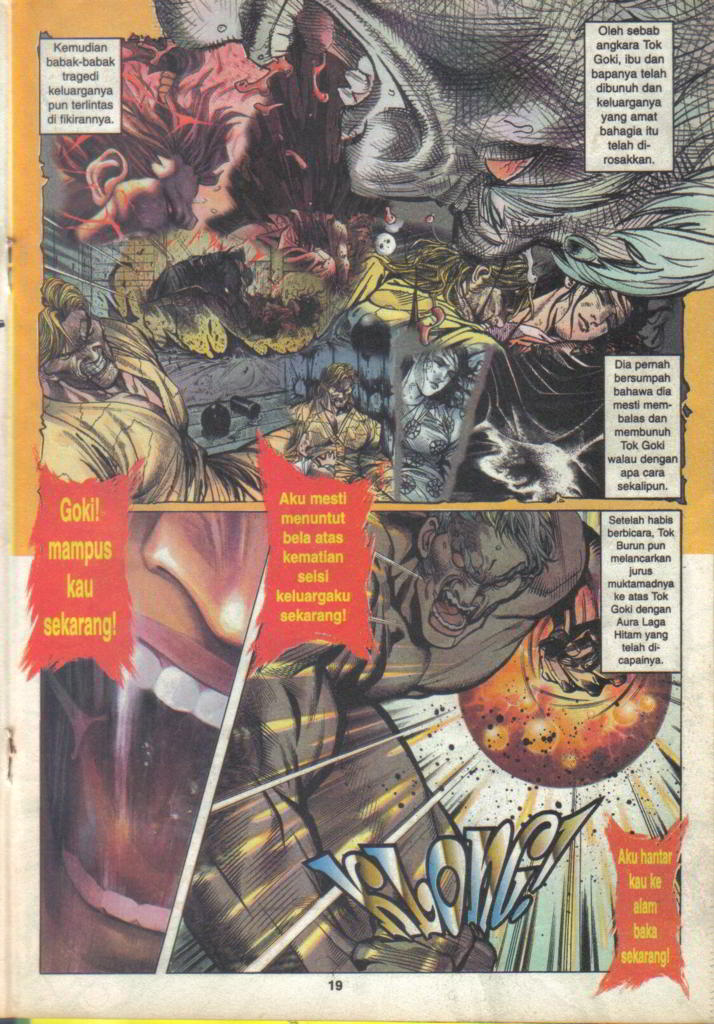 Kemudian
babak-babak
tragedi
keluarganya
pun terlintas
di fikirannya.
Oleh sebab
angkara Tok
Goki, ibu dan
bapanya telah
dibunuh dan
keluarganya
yang amat
bahagia itu
telah di-
rosakkan.
Dia pernah
bersumpah
bahawa dia
mesti mem-
balas dan
membunuh
Tok Goki
walau dengan
apa cara
sekalipun.
Goki!
mampus
kau
sekarang!
Aku mesti
menuntut
bela atas
kematian
seisi
keluargaku
sekarang!
Setelah habis
berbicara, Tok
Burun pun
melancarkan
jurus
muktamadnya
ke atas Tok
Goki dengan
Aura Laga
Hitam yang
telah di-
capainya.
Aku hantar
kau ke
alam
baka
sekarang!
19